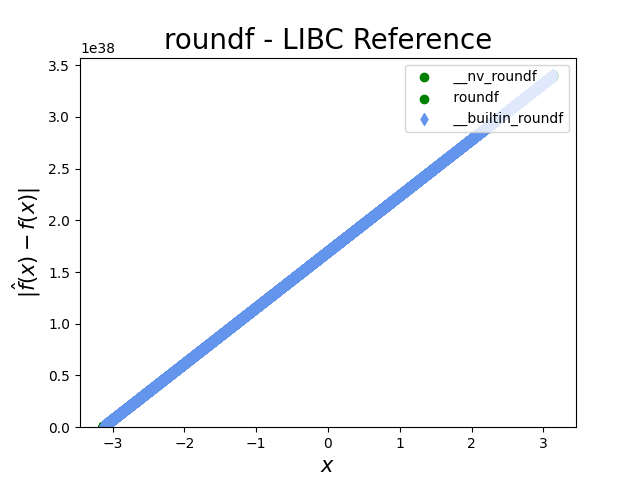 roundf - LIBC Reference
1e38
3.5
3.0
2.5
2.0
1.5
1.0
0.5
0.0
|f̂(x) − f(x)|
__nv_roundf
roundf
__builtin_roundf
−3 −2 −1 0 1 2 3
x